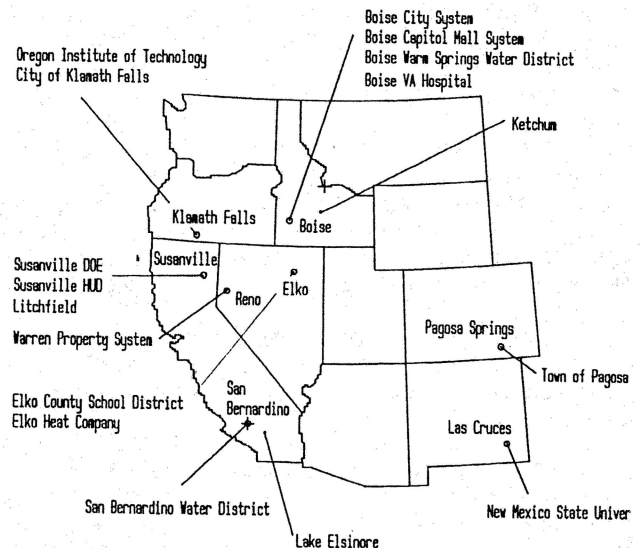 Boise City System
Boise Capitol Mall System
Boise Warm Springs Water District
Boise VA Hospital
Oregon Institute of Technology
City of Klamath Falls
Ketchum
Klamath Falls
Boise
Susanville
Susanville DOE
Susanville HUD
Litchfield
Elko
Reno
Warren Property System
Pagosa Springs
Town of Pagosa
San
Bernardino
Elko County School District
Elko Heat Company
Las Cruces
San Bernardino Water District
New Mexico State Univer
Lake Elsinore